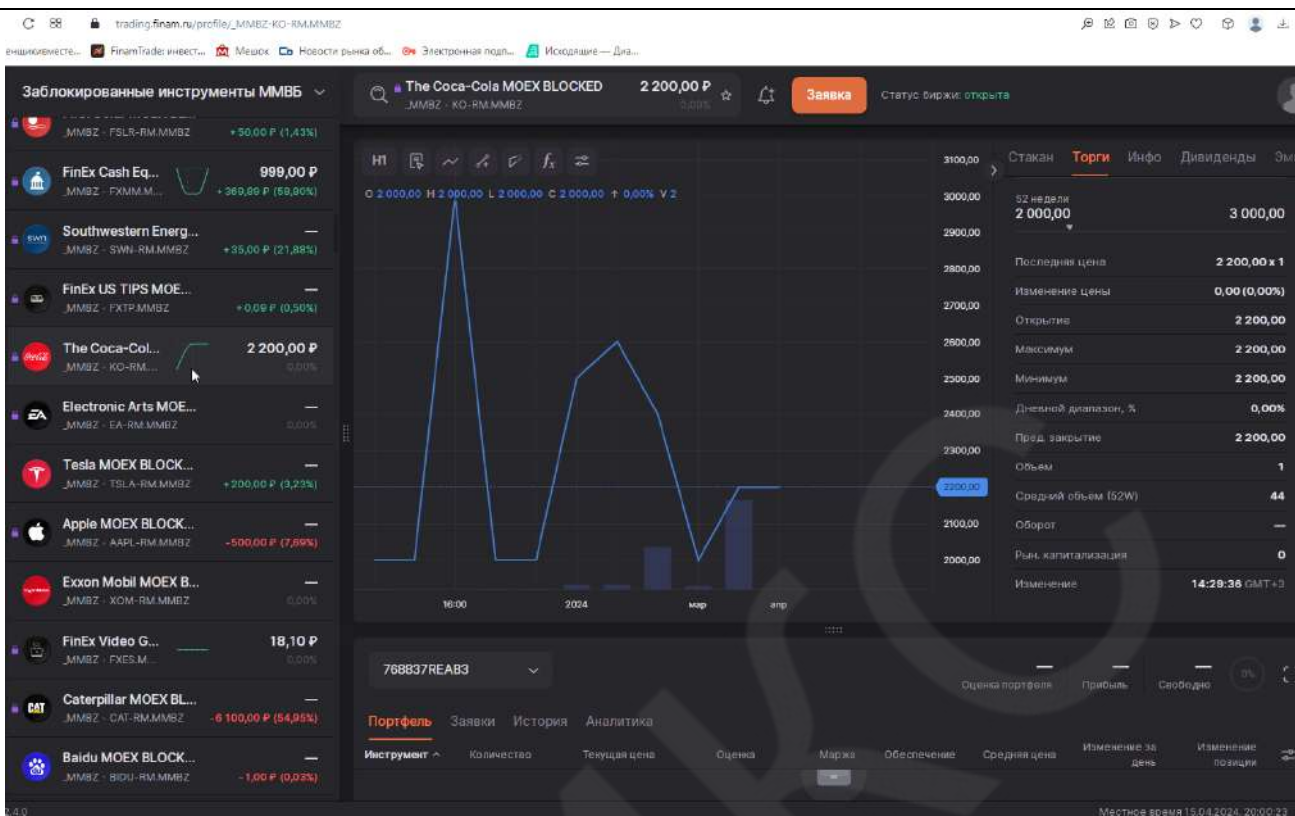 trading.finam.ru/profile/_MMBZ-KO-RM.MMBZ
FinamTrade: инвест... Мешок Новости рынка об... Электронная подп... Исходящие — Диа...
Заблокированные инструменты ММВБ
The Coca-Cola MOEX BLOCKED 2 200,00 ₽
_MMBZ · KO-RM.MMBZ 0,00%
Заявка
Статус биржи: открыта
_MMBZ · FSLR-RM.MMBZ +50,00 ₽ (1,43%)
FinEx Cash Eq... 999,00 ₽
_MMBZ · FXMM.M...
Southwestern Energ... —
_MMBZ · SWN-RM.MMBZ +35,00 ₽ (21,88%)
FinEx US TIPS MOE... —
_MMBZ · FXTP.MMBZ +0,09 ₽ (0,50%)
The Coca-Col... 2 200,00 ₽
_MMBZ · KO-RM.... 0,00%
Electronic Arts MOE... —
_MMBZ · EA-RM.MMBZ 0,00%
Tesla MOEX BLOCK... —
_MMBZ · TSLA-RM.MMBZ +200,00 ₽ (3,23%)
Apple MOEX BLOCK... —
_MMBZ · AAPL-RM.MMBZ -500,00 ₽ (7,69%)
Exxon Mobil MOEX B... —
_MMBZ · XOM-RM.MMBZ 0,00%
FinEx Video G... 18,10 ₽
_MMBZ · FXES.M... 0,00%
CAT
Caterpillar MOEX BL... —
_MMBZ · CAT-RM.MMBZ -6 100,00 ₽ (54,95%)
Baidu MOEX BLOCK... —
_MMBZ · BIDU-RM.MMBZ -1,00 ₽ (0,03%)
H1
O 2 000,00 H 2 000,00 L 2 000,00 C 2 000,00 + 0,00% V 2
3100,00
3000,00
2900,00
2800,00
2700,00
2600,00
2500,00
2400,00
2300,00
2200,00
2100,00
2000,00
16:00 2024 мар апр
Стакан Торги Инфо Дивиденды Эми
52 недели
2 000,00 3 000,00
Последняя цена 2 200,00 x 1
Изменение цены 0,00 (0,00%)
Открытие 2 200,00
Максимум 2 200,00
Минимум 2 200,00
Дневной диапазон, % 0,00%
Пред. закрытие 2 200,00
Объем 1
Средний объем (52W) 44
Оборот —
Рын. капитализация 0
Изменение 14:29:36 GMT+3
768837REAB3
Оценка портфеля Прибыль Свободно 0%
Портфель Заявки История Аналитика
Инструмент Количество Текущая цена Оценка Маржа Обеспечение Средняя цена Изменение за день Изменение позиции
2.4.0
Местное время 15.04.2024, 20:00:23